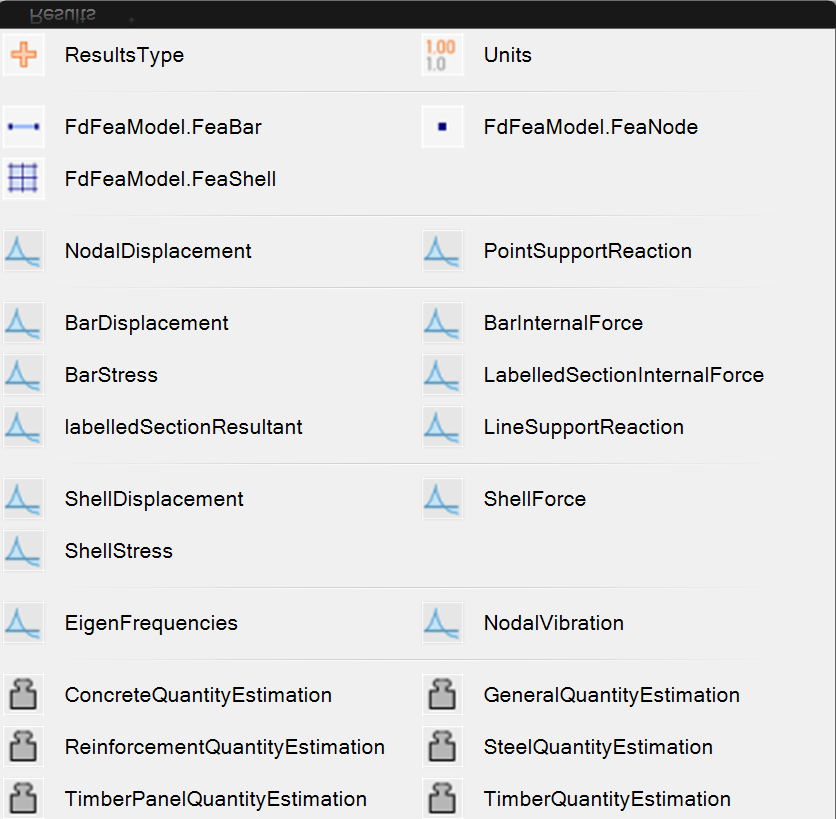 Results
ResultsType
1.00
1.0
Units
FdFeaModel.FeaBar
FdFeaModel.FeaNode
FdFeaModel.FeaShell
NodalDisplacement
PointSupportReaction
BarDisplacement
BarInternalForce
BarStress
LabelledSectionInternalForce
labelledSectionResultant
LineSupportReaction
ShellDisplacement
ShellForce
ShellStress
EigenFrequencies
NodalVibration
ConcreteQuantityEstimation
GeneralQuantityEstimation
ReinforcementQuantityEstimation
SteelQuantityEstimation
TimberPanelQuantityEstimation
TimberQuantityEstimation